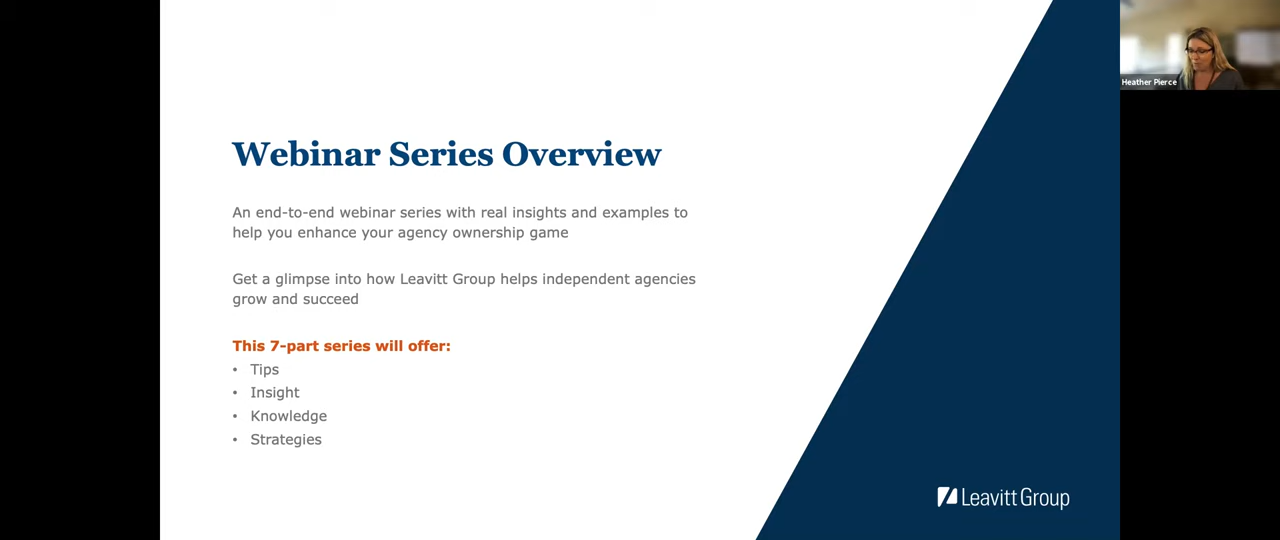 Heather Pierce
Webinar Series Overview
An end-to-end webinar series with real insights and examples to
help you enhance your agency ownership game
Get a glimpse into how Leavitt Group helps independent agencies
grow and succeed
This 7-part series will offer:
• Tips
• Insight
• Knowledge
• Strategies
Leavitt Group